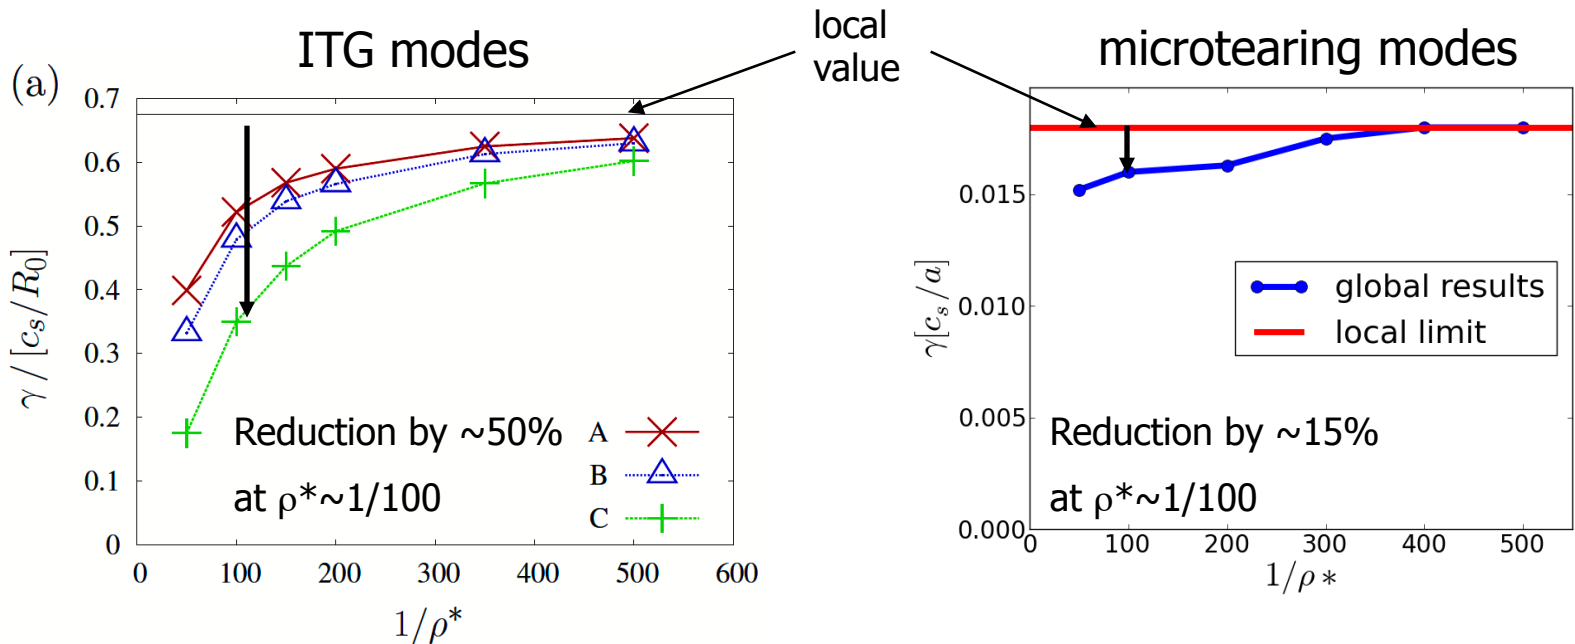 ITG modes
local
value
microtearing modes
(a)
0.7
0.6
0.5
0.4
0.3
0.2
0.1
0
γ / [c_s/R_0]
0 100 200 300 400 500 600
1/ρ*
Reduction by ~50%
at ρ*~1/100
A
B
C
0.015
0.010
0.005
0.000
γ[c_s/a]
0 100 200 300 400 500
1/ρ∗
global results
local limit
Reduction by ~15%
at ρ*~1/100